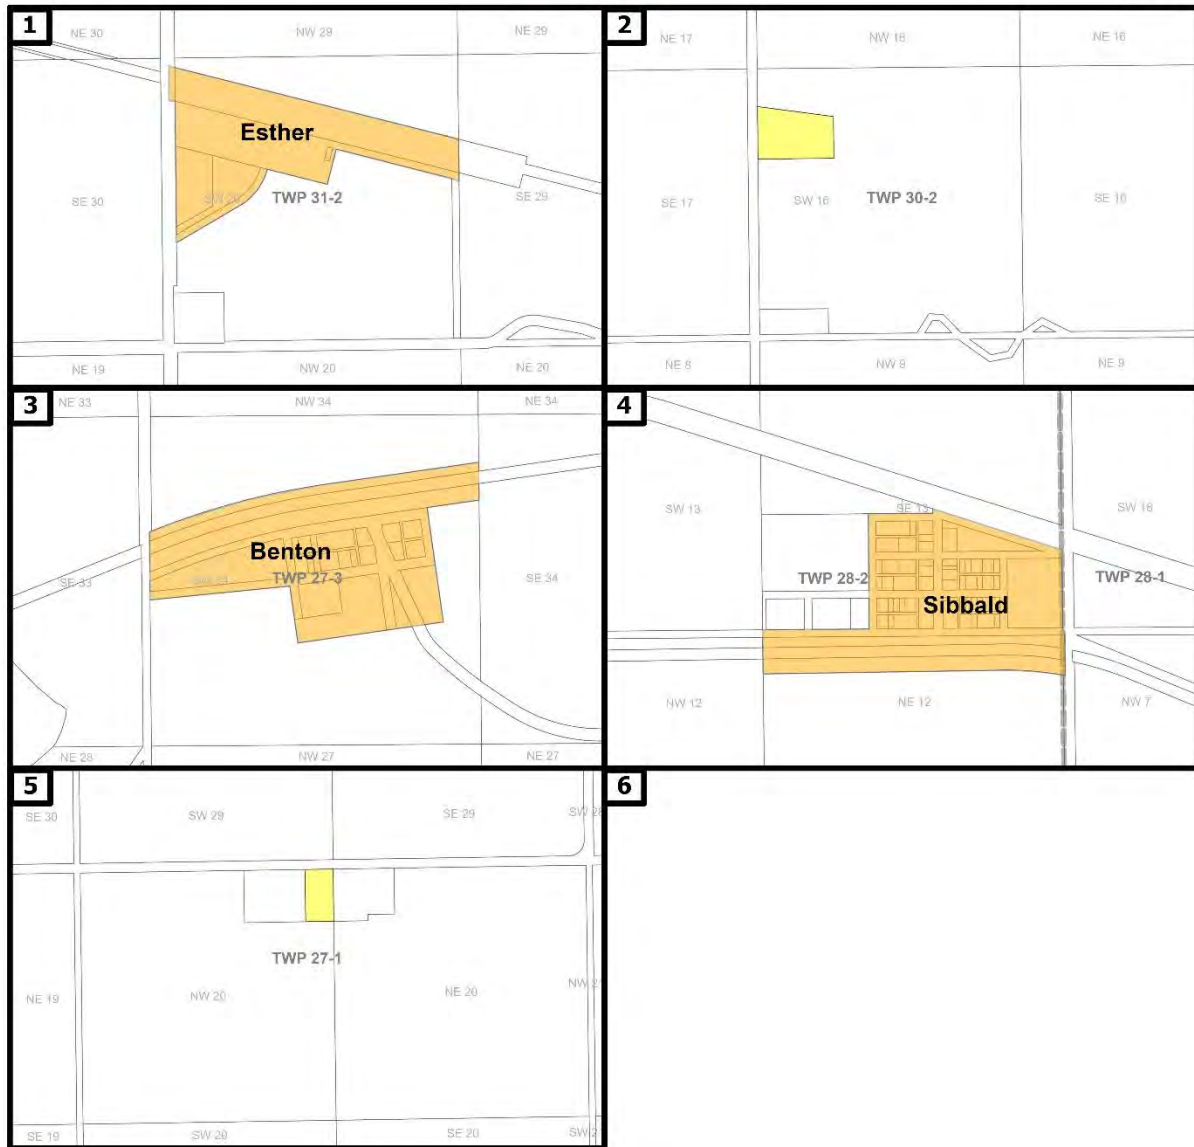 1
NE 30
NW 29
NE 29
Esther
SE 30
TWP 31-2
SE 29
NE 19
NW 20
NE 20
2
NE 17
NW 16
NE 16
SE 17
SW 16
TWP 30-2
SE 16
NE 8
NW 9
NE 9
3
NE 33
NW 34
NE 34
Benton
SE 33
TWP 27-3
SE 34
NE 28
NW 27
NE 27
4
SW 13
SE 13
SW 18
TWP 28-2
TWP 28-1
Sibbald
NW 12
NE 12
NW 7
5
SE 30
SW 29
SE 29
SW 28
TWP 27-1
NE 19
NW 20
NE 20
SE 19
SW 20
SE 20
6